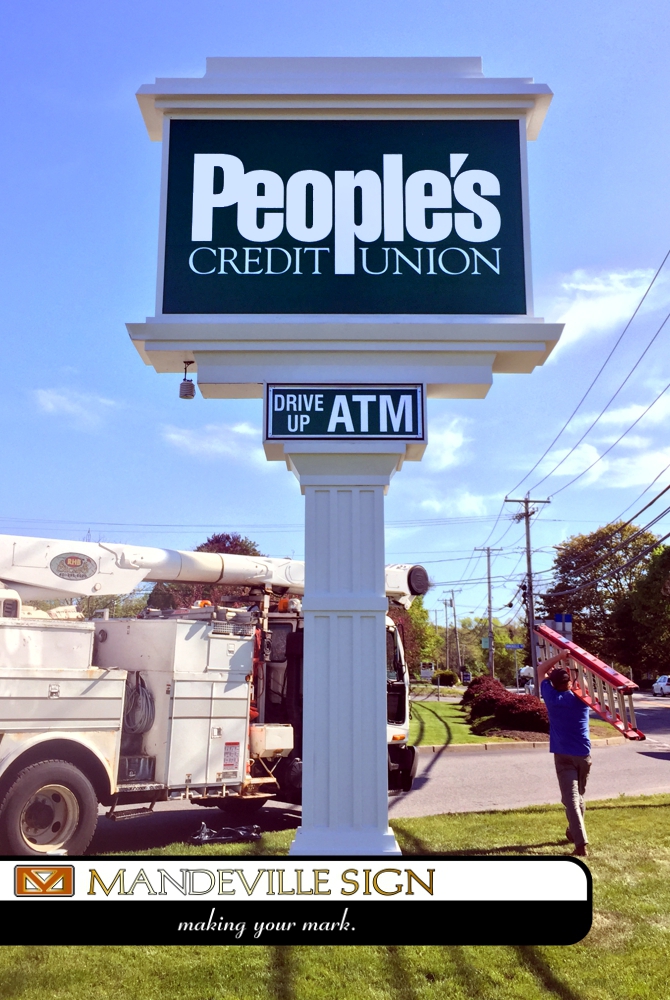 People's
CREDIT UNION
DRIVE
UP
ATM
MANDEVILLE SIGN
making your mark.